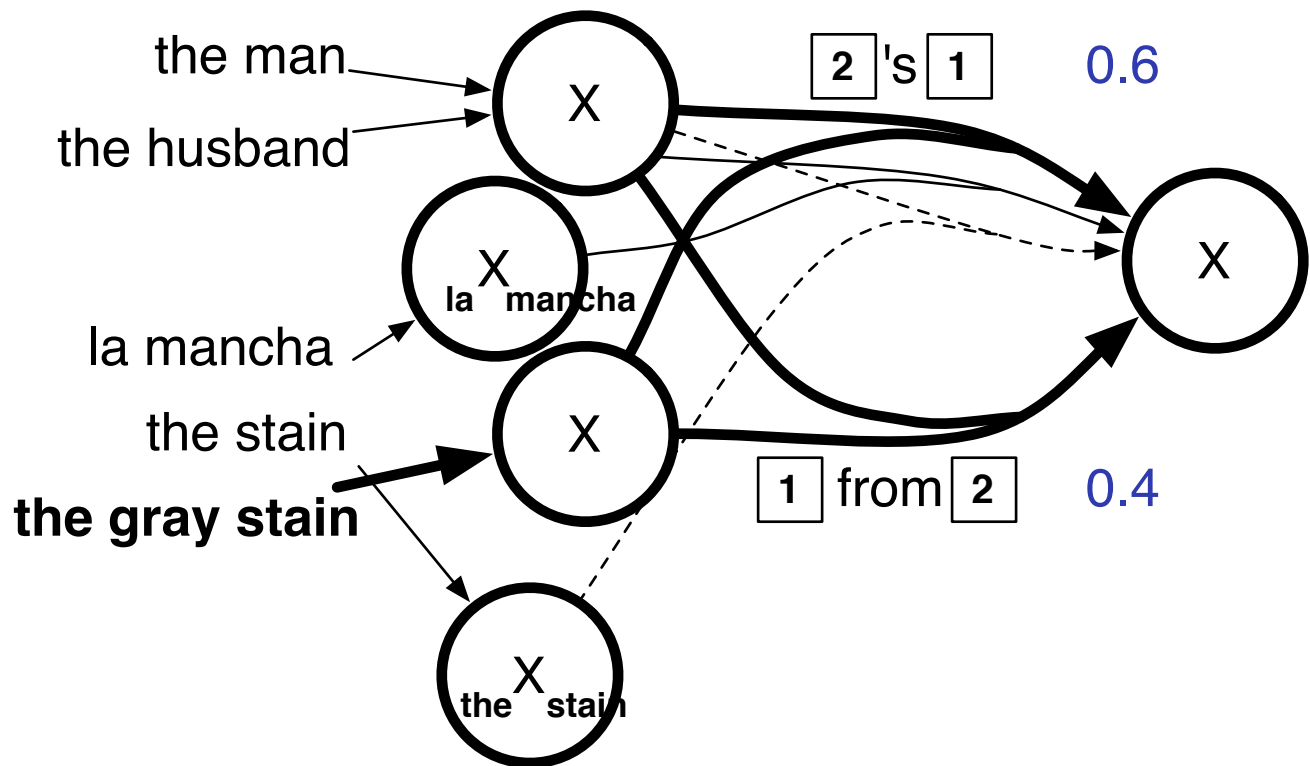 the man
X
2 's 1 0.6
the husband
X
la mancha
X
la mancha
the stain
X
1 from 2 0.4
the gray stain
X
the stain